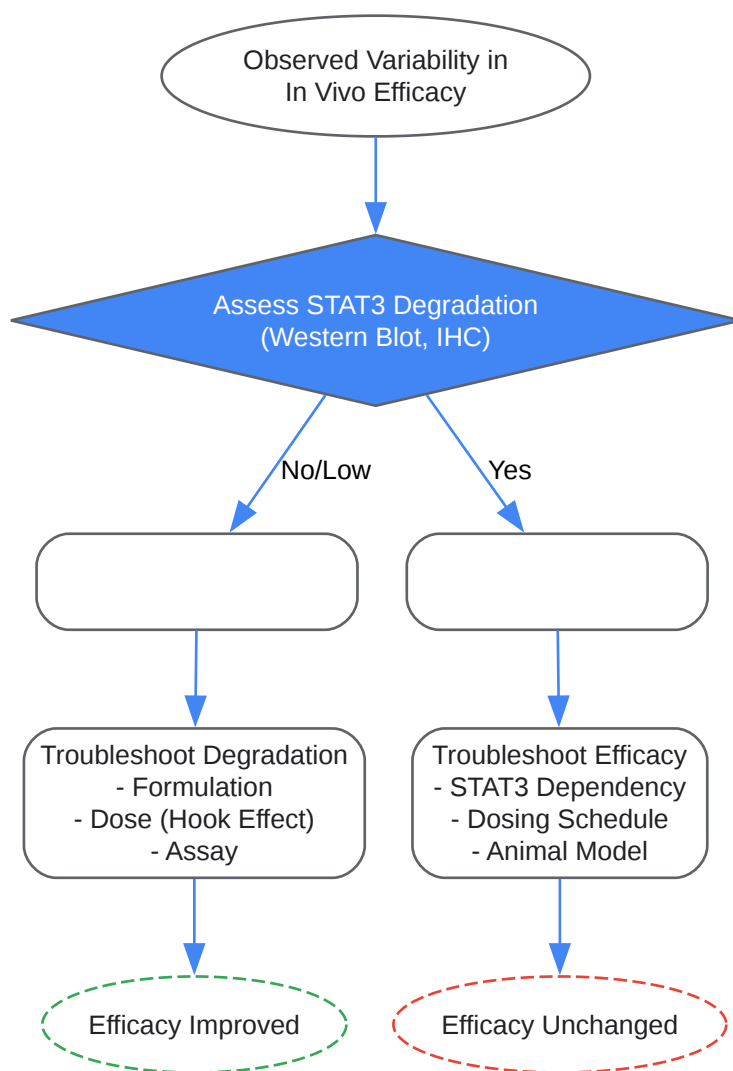 Observed Variability in
In Vivo Efficacy
Assess STAT3 Degradation
(Western Blot, IHC)
No/Low
Yes
Troubleshoot Degradation
- Formulation
- Dose (Hook Effect)
- Assay
Troubleshoot Efficacy
- STAT3 Dependency
- Dosing Schedule
- Animal Model
Efficacy Improved
Efficacy Unchanged